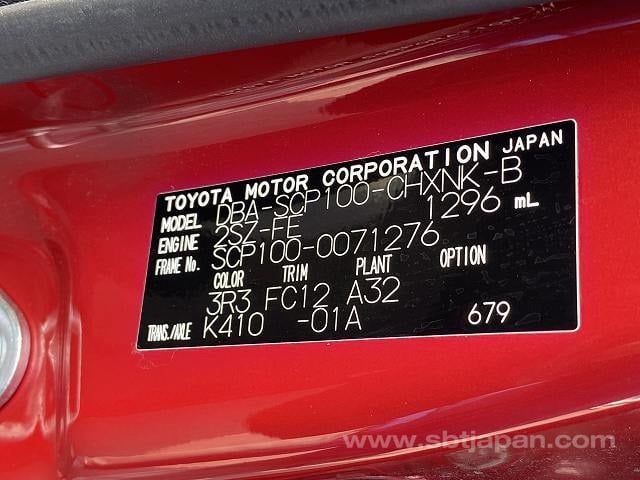 TOYOTA MOTOR CORPORATION JAPAN
MODEL DBA-SCP100-CHXNK-B
ENGINE 2SZ-FE 1296 mL
FRAME No. SCP100-0071276
COLOR TRIM PLANT OPTION
3R3 FC12 A32
TRANS./AXLE K410 -01A 679
www.sbtjapan.com